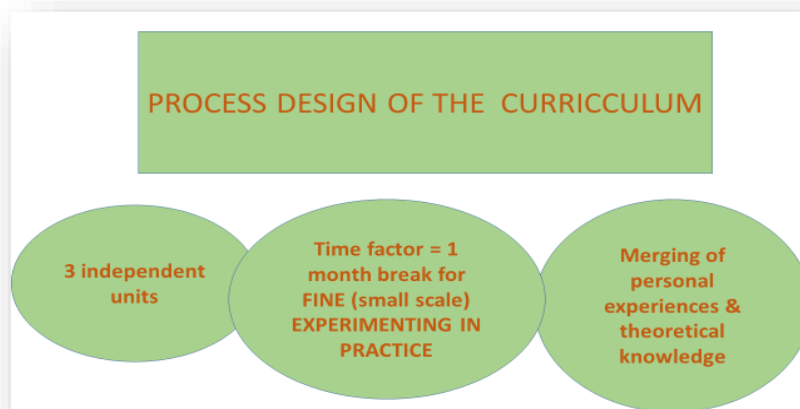 PROCESS DESIGN OF THE CURRICCULUM
3 independent
units
Time factor = 1
month break for
FINE (small scale)
EXPERIMENTING IN
PRACTICE
Merging of
personal
experiences &
theoretical
knowledge